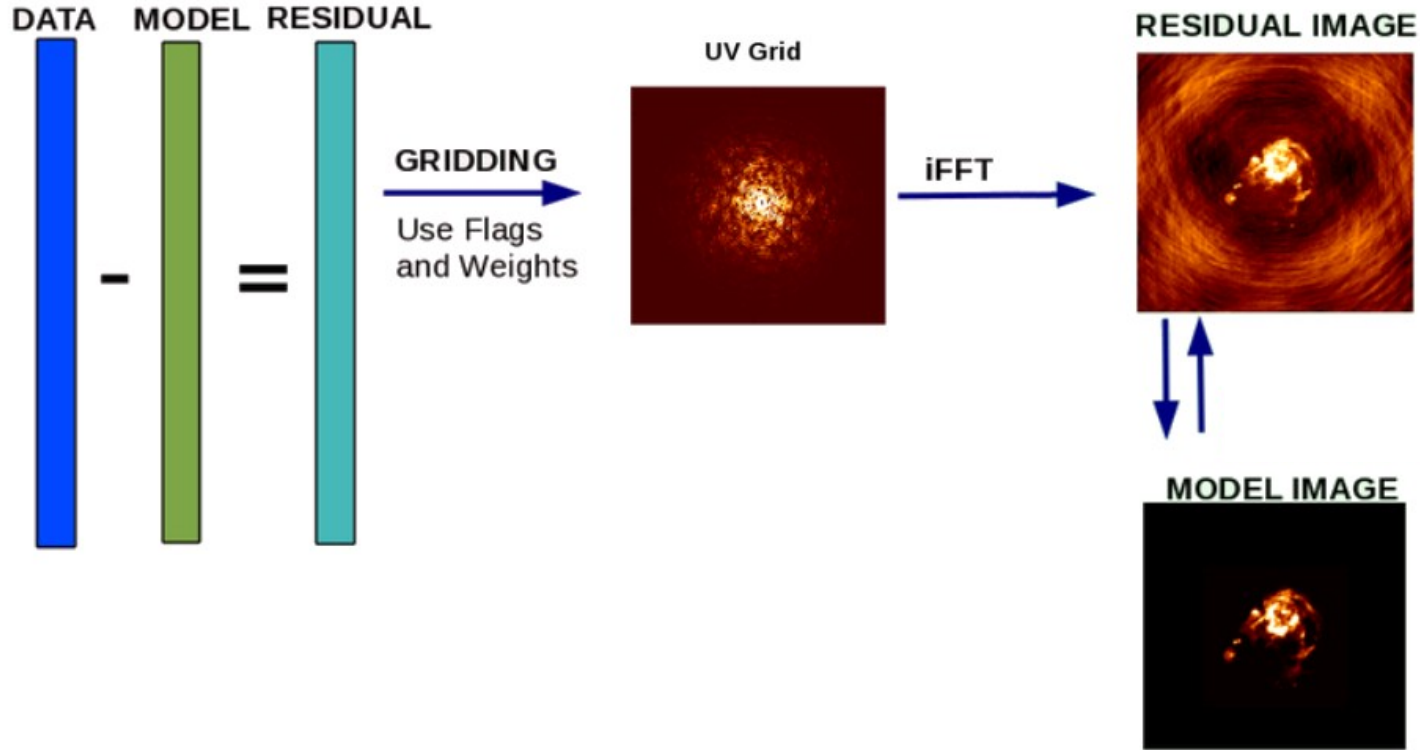 DATA MODEL RESIDUAL
-
=
GRIDDING
Use Flags
and Weights
UV Grid
iFFT
RESIDUAL IMAGE
MODEL IMAGE